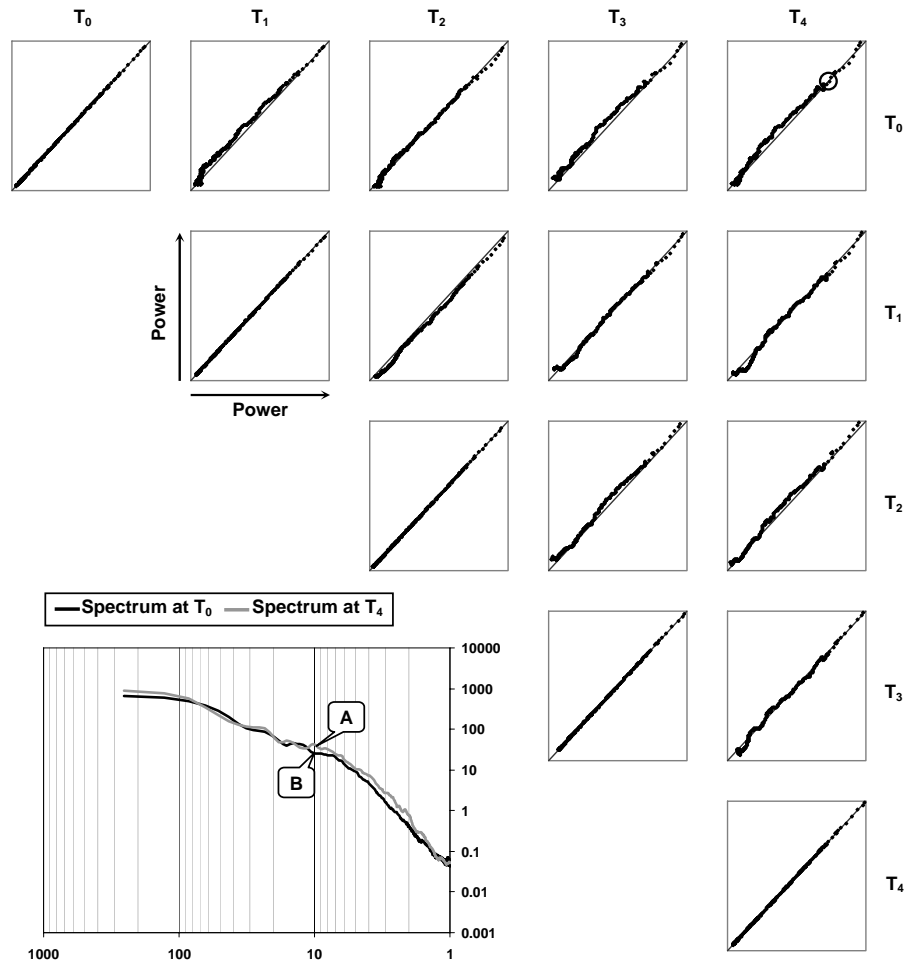 T₀ T₁ T₂ T₃ T₄
T₀
Power
T₁
Power
T₂
Spectrum at T₀ Spectrum at T₄
10000
1000
T₃
A
100
B
10
1
0.1
T₄
0.01
0.001
1000 100 10 1